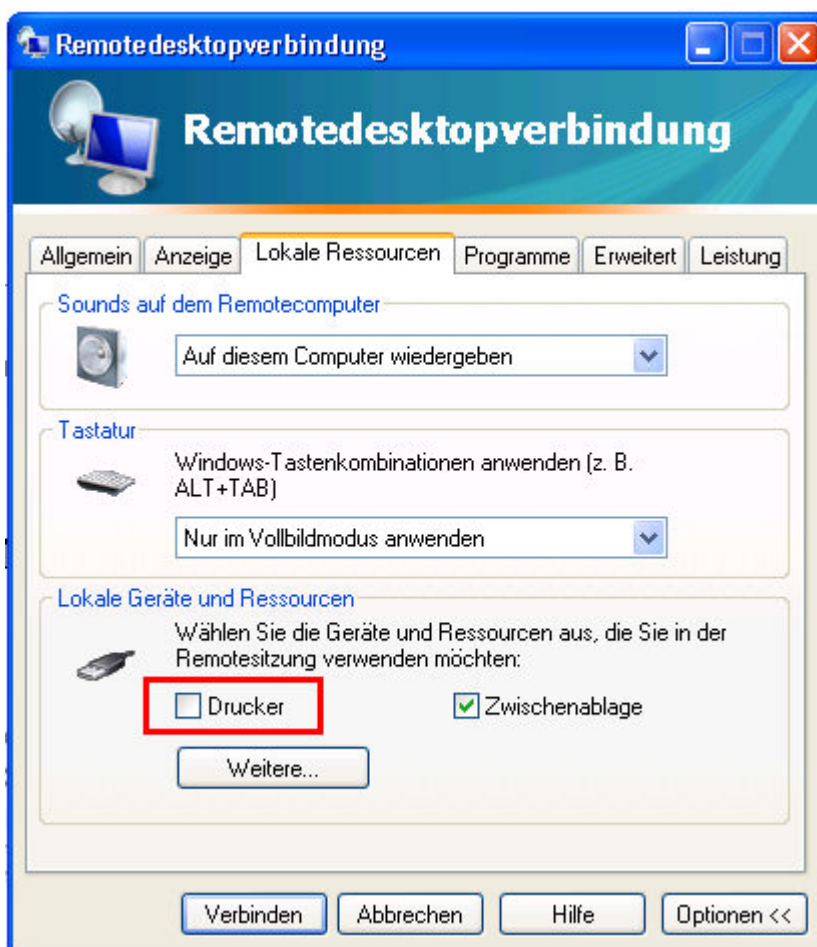 Remotedesktopverbindung
Remotedesktopverbindung
Allgemein Anzeige Lokale Ressourcen Programme Erweitert Leistung
Sounds auf dem Remotecomputer
Auf diesem Computer wiedergeben
Tastatur
Windows-Tastenkombinationen anwenden (z. B.
ALT+TAB)
Nur im Vollbildmodus anwenden
Lokale Geräte und Ressourcen
Wählen Sie die Geräte und Ressourcen aus, die Sie in der
Remotesitzung verwenden möchten:
Drucker Zwischenablage
Weitere...
Verbinden Abbrechen Hilfe Optionen <<